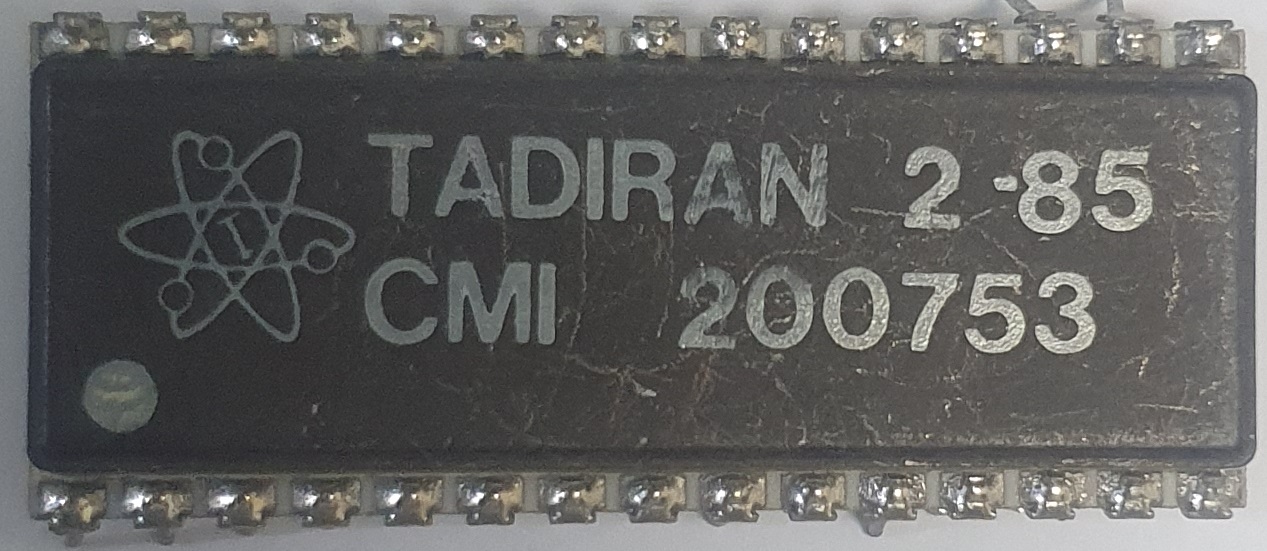 I
TADIRAN 2-85
CMI 200753